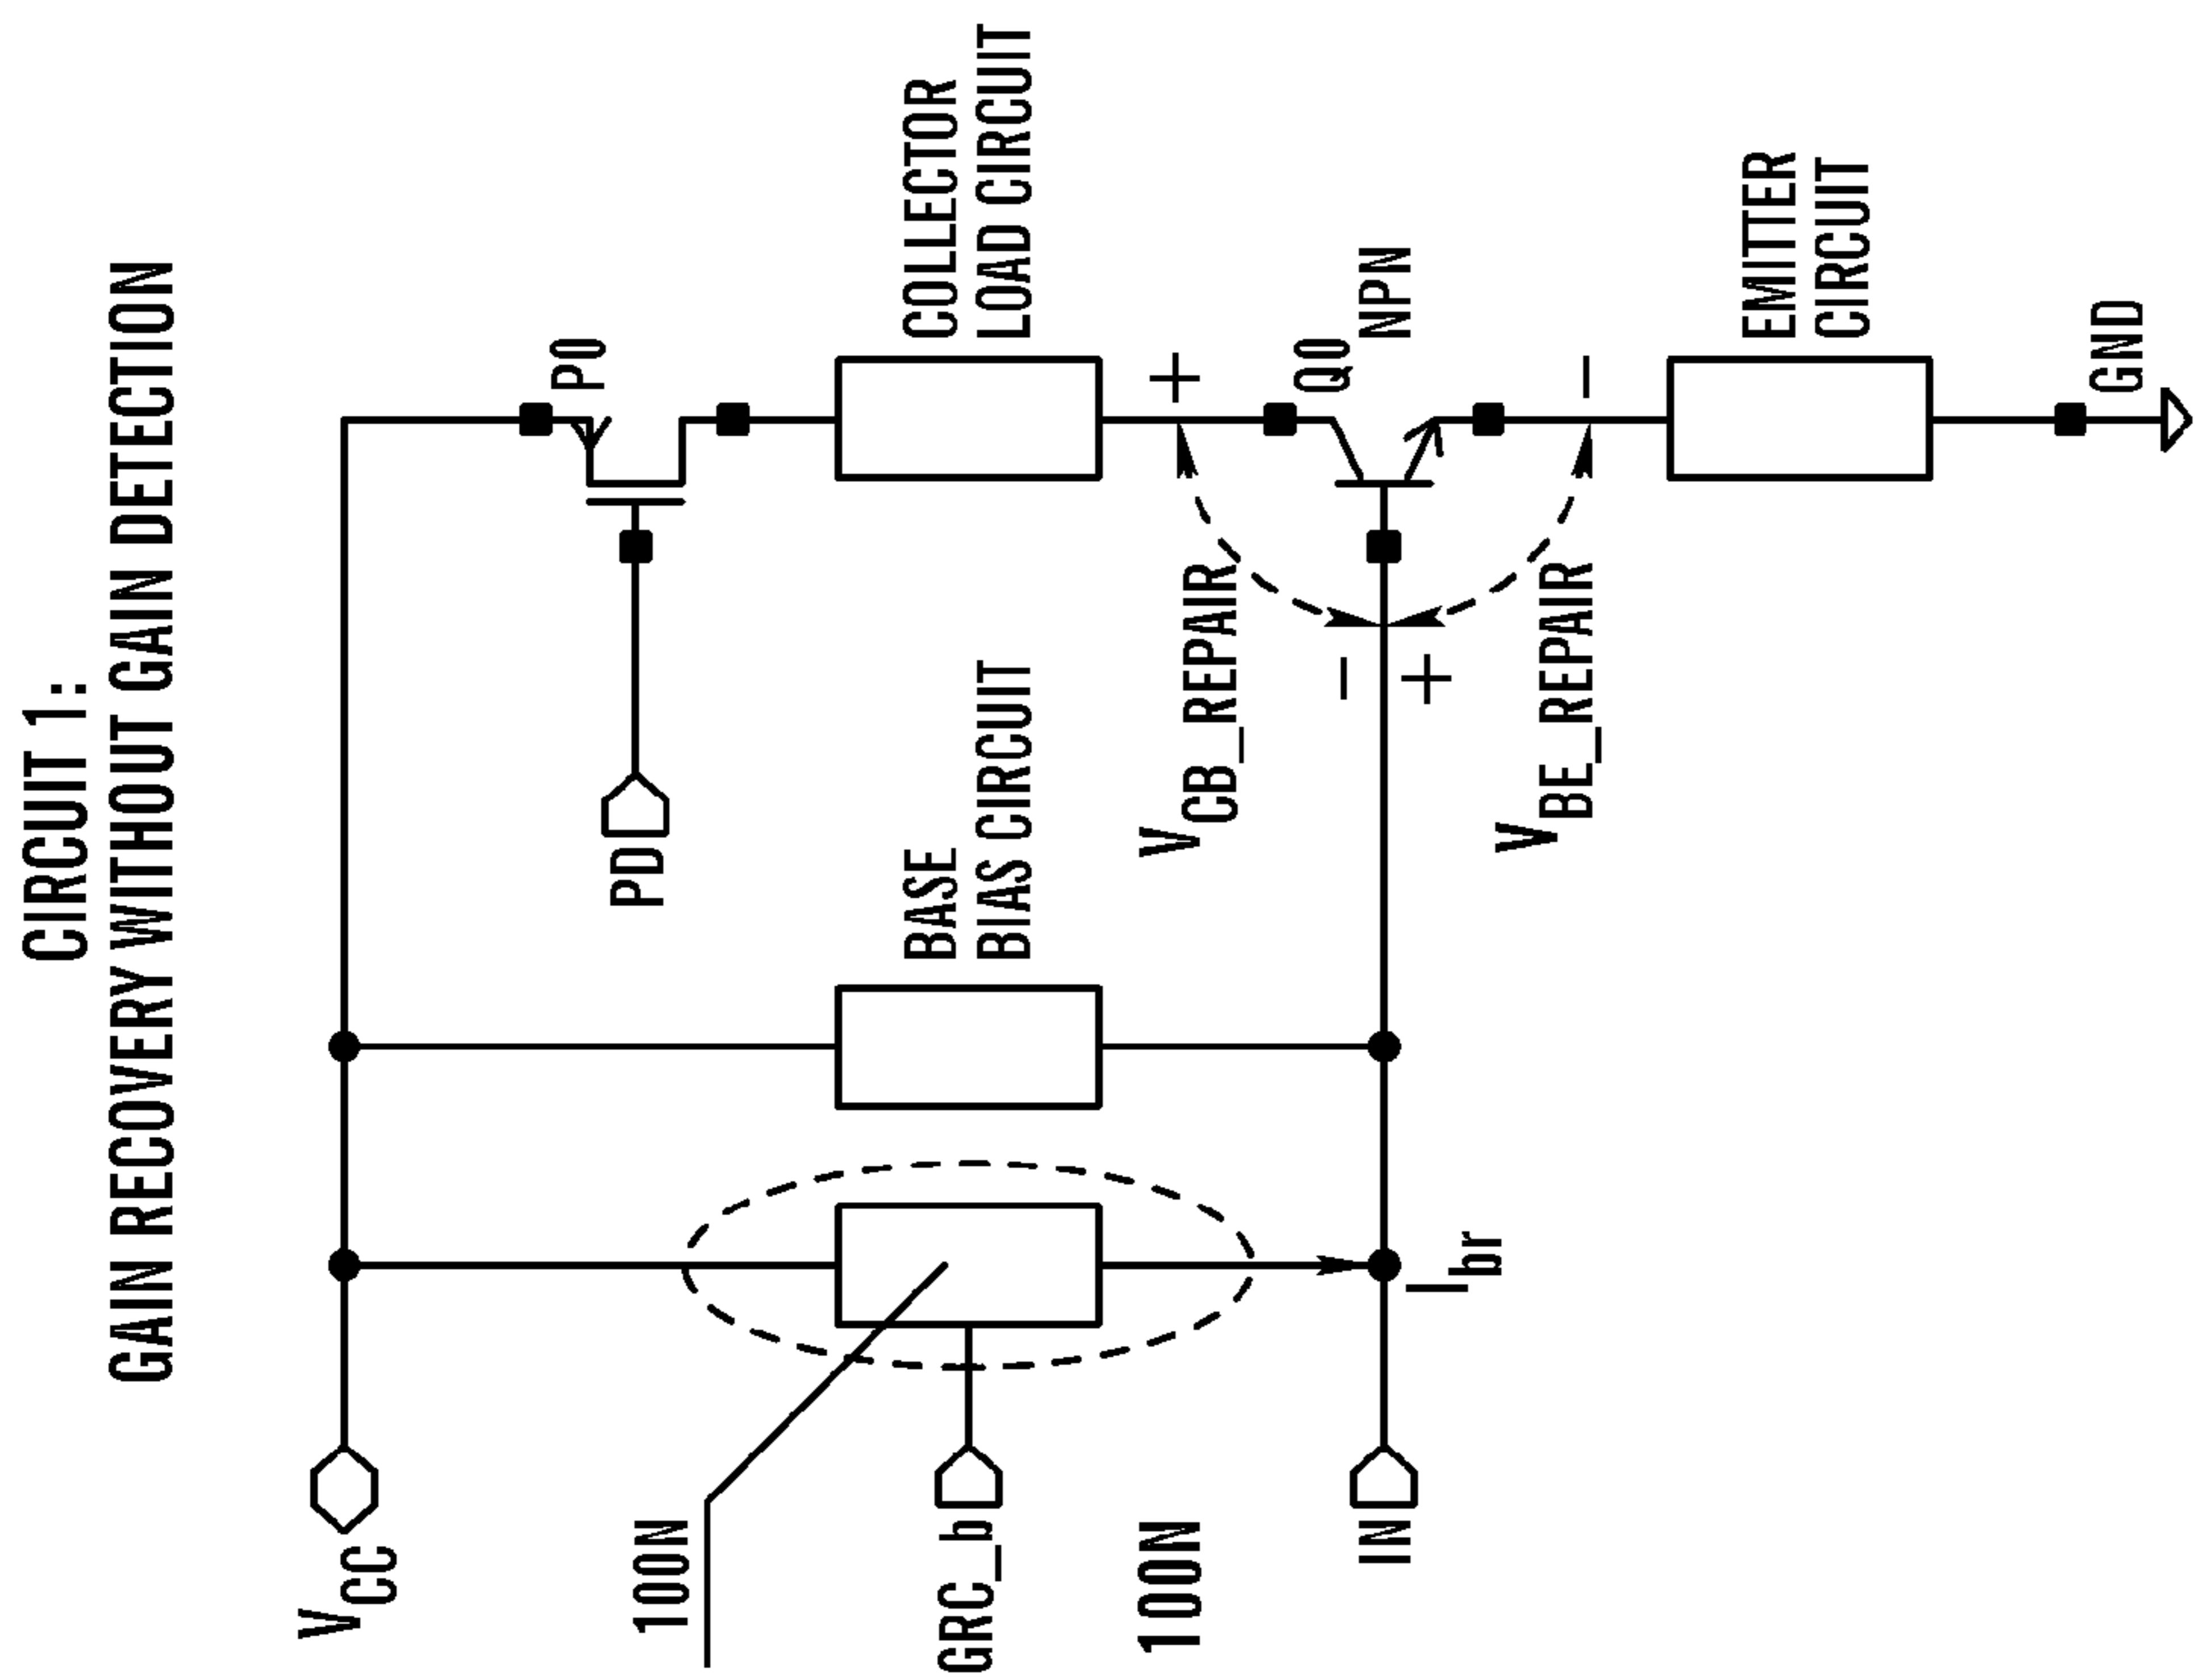 CIRCUIT 1:
GAIN RECOVERY WITHOUT GAIN DETECTION
VCC
100N
GRC_b
100N
IN
Ibr
BASE
BIAS CIRCUIT
PD
P0
COLLECTOR
LOAD CIRCUIT
+
VCB_REPAIR
−
+
VBE_REPAIR
−
Q0
NPN
EMITTER
CIRCUIT
GND